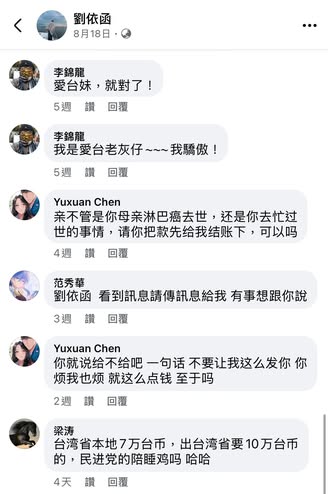 劉依函
8月18日 ·
李錦龍
愛台妹，就對了！
5週 讚 回覆
李錦龍
我是愛台老灰仔~~~我驕傲！
5週 讚 回覆
Yuxuan Chen
亲不管是你母亲淋巴癌去世，还是你去忙过
世的事情，请你把款先给我结账下，可以吗
4週 讚 回覆
范秀華
劉依函 看到訊息請傳訊息給我 有事想跟你說
3週 讚 回覆
Yuxuan Chen
你就说给不给吧 一句话 不要让我这么发你 你
烦我也烦 就这么点钱 至于吗
2週 讚 回覆
梁涛
台湾省本地7万台币，出台湾省要10万台币
的，民进党的陪睡鸡吗 哈哈
4天 讚 回覆